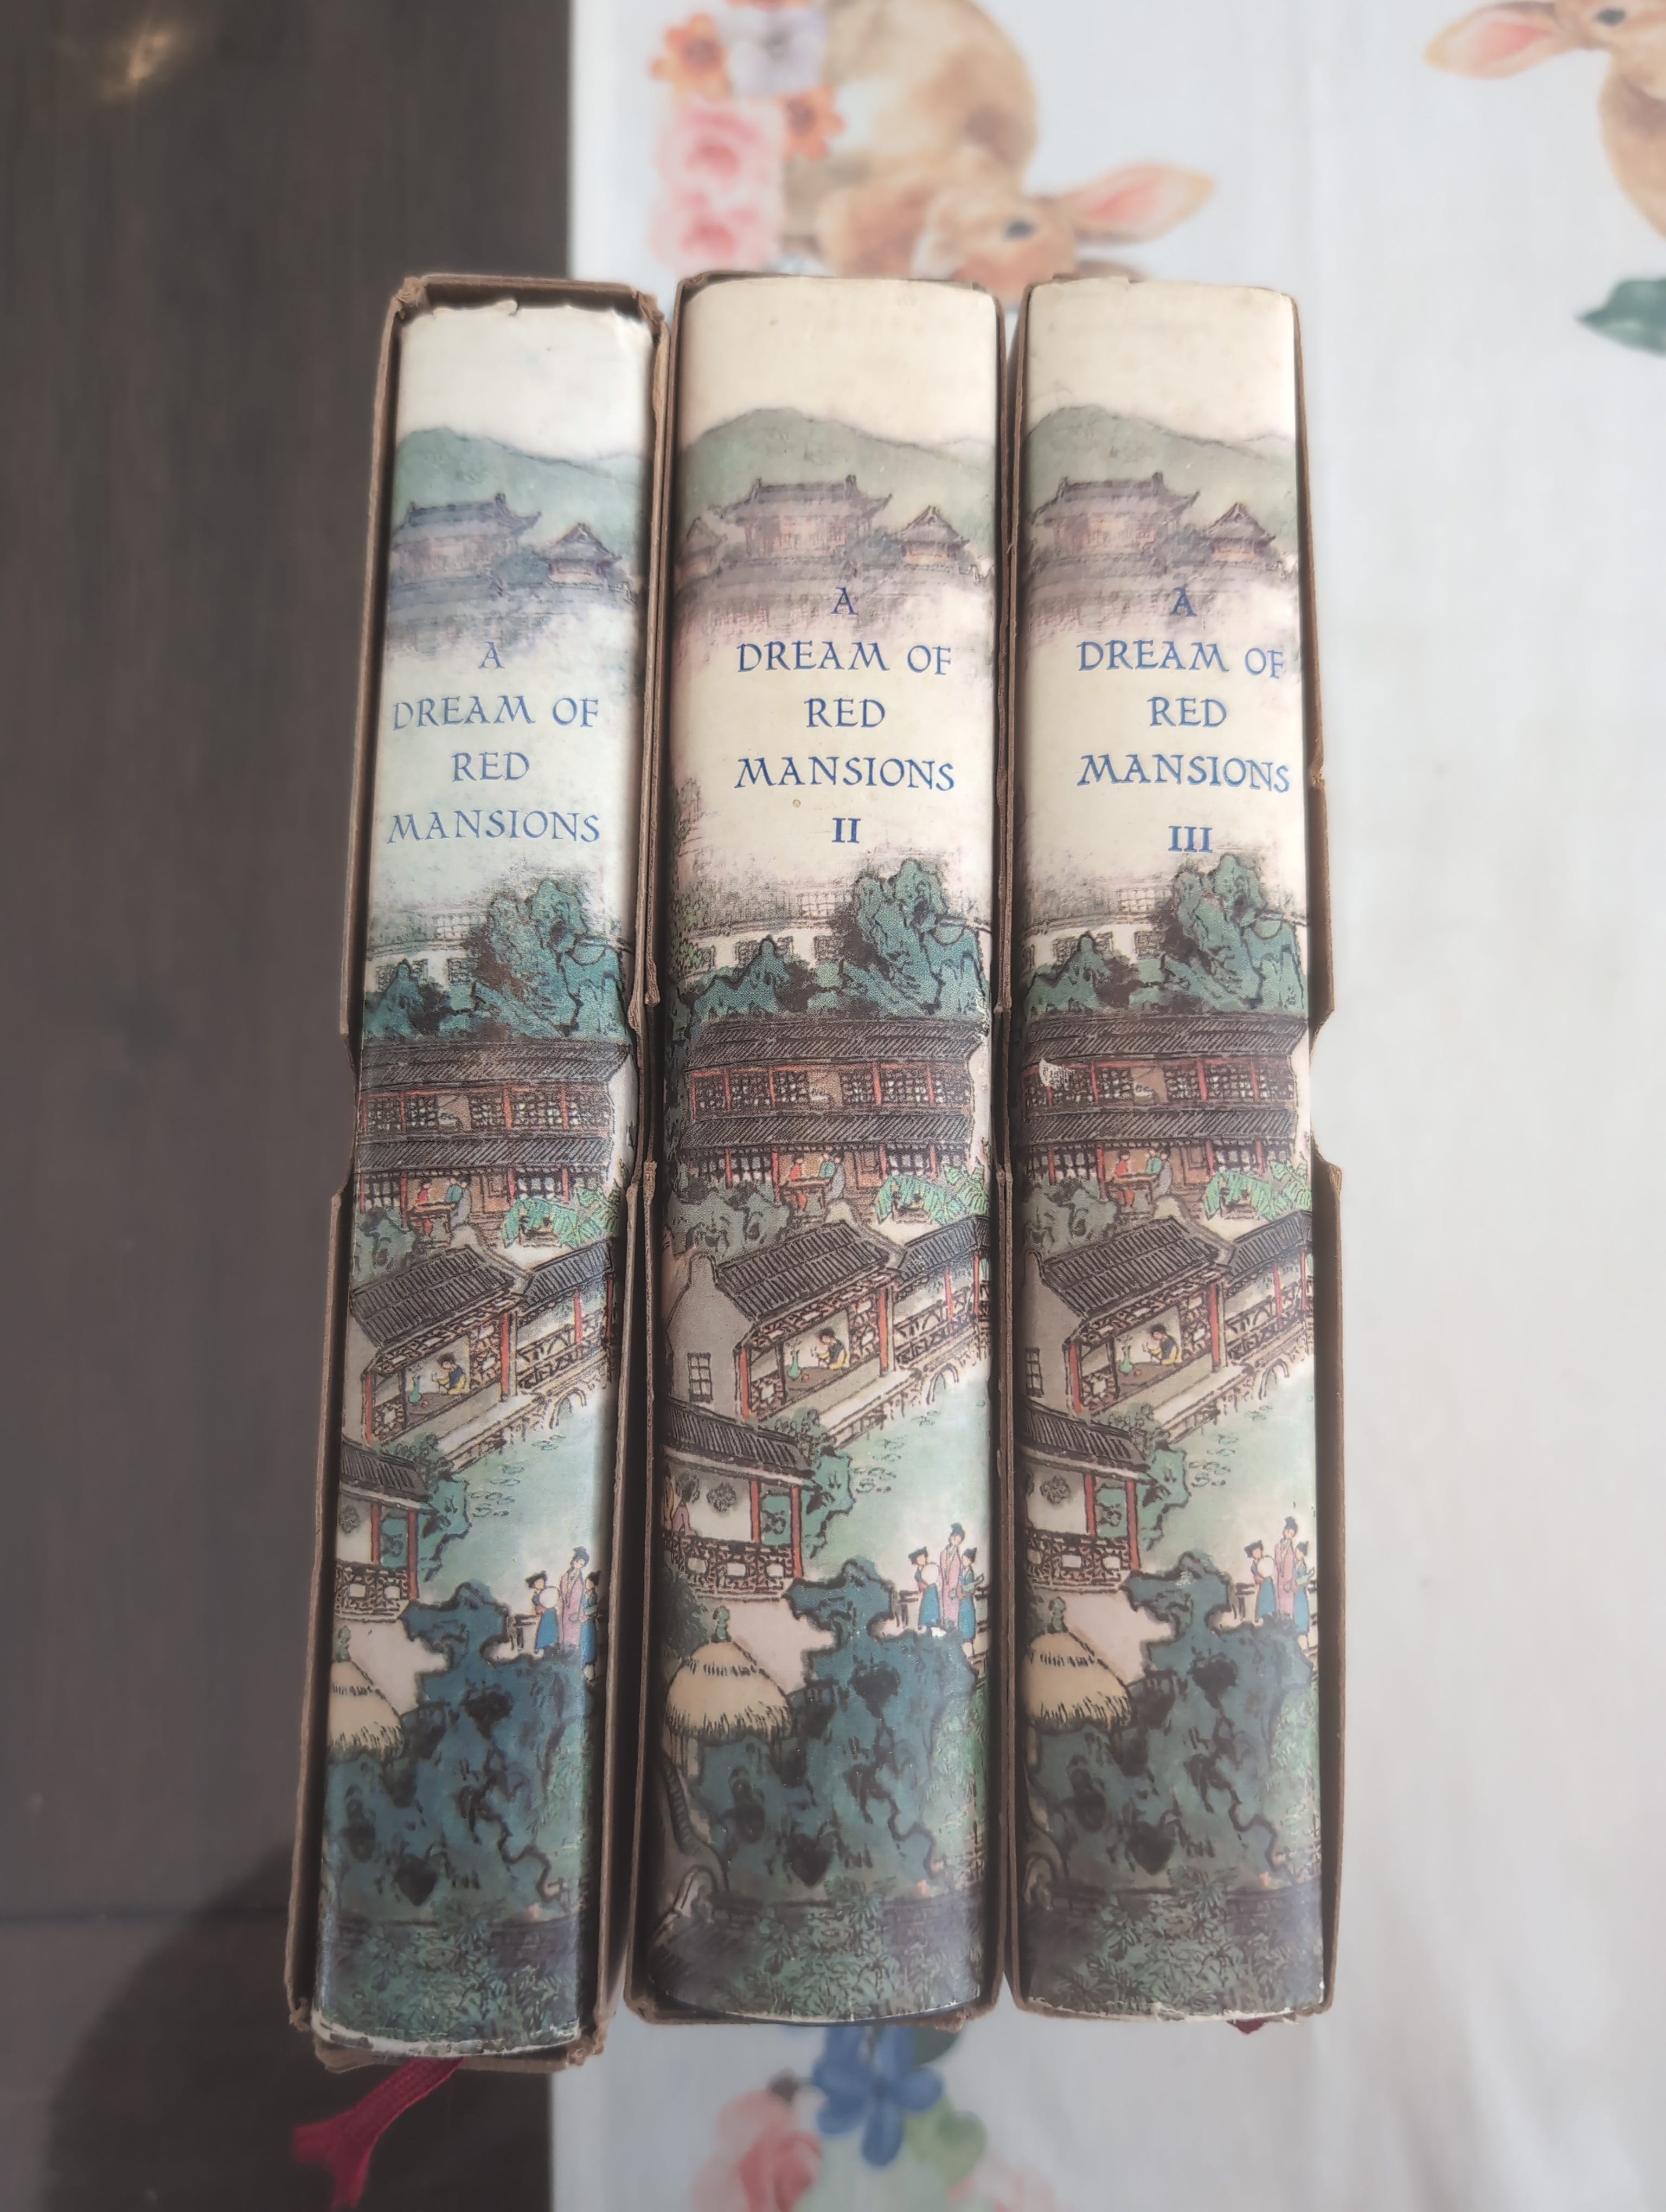 A
DREAM OF
RED
MANSIONS
A
DREAM OF
RED
MANSIONS
II
A
DREAM OF
RED
MANSIONS
III